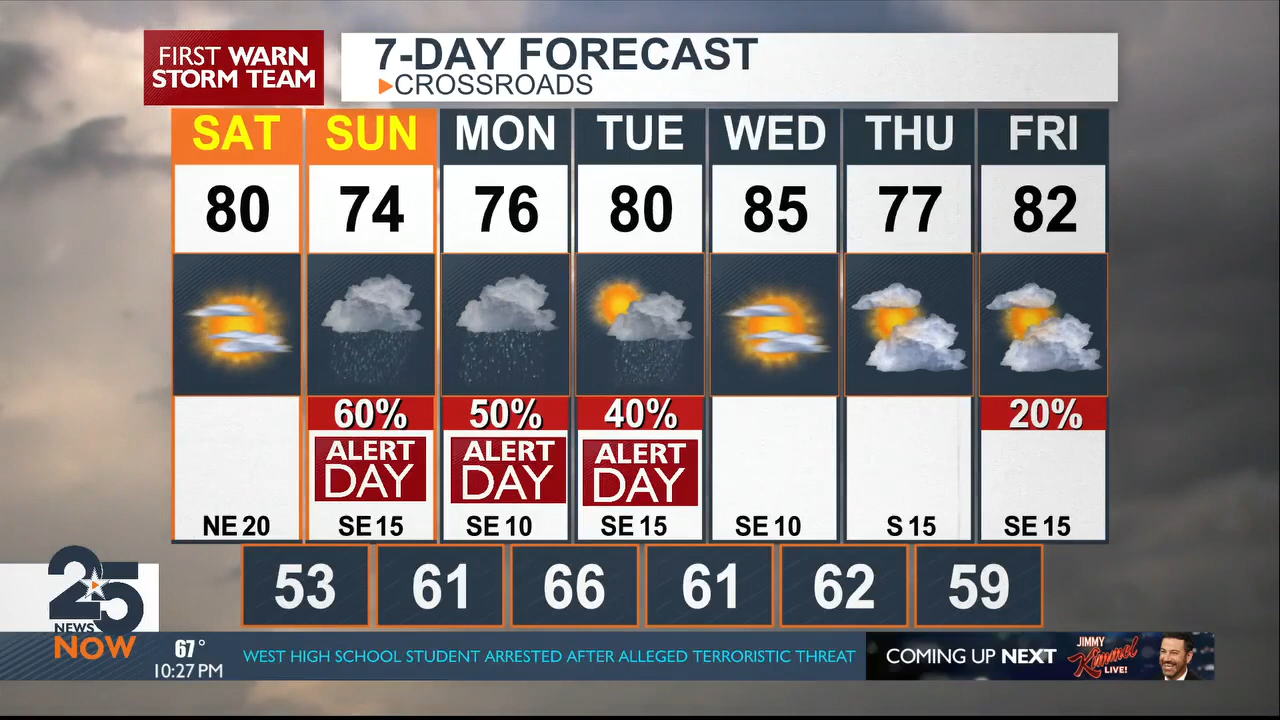 FIRST WARN
STORM TEAM
7-DAY FORECAST
CROSSROADS
SAT SUN MON TUE WED THU FRI
80 74 76 80 85 77 82
60% 50% 40% 20%
ALERT ALERT ALERT
DAY DAY DAY
NE 20 SE 15 SE 10 SE 15 SE 10 S 15 SE 15
53 61 66 61 62 59
25
NEWS
NOW
67°
10:27 PM
WEST HIGH SCHOOL STUDENT ARRESTED AFTER ALLEGED TERRORISTIC THREAT
COMING UP NEXT
JIMMY
Kimmel
LIVE!